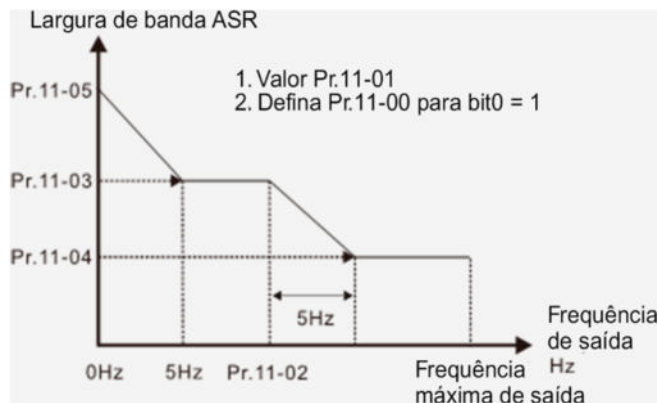 Largura de banda ASR
1. Valor Pr.11-01
2. Defina Pr.11-00 para bit0 = 1
Pr.11-05
Pr.11-03
Pr.11-04
5Hz
Frequência
de saída
Hz
0Hz 5Hz Pr.11-02
Frequência
máxima de saída